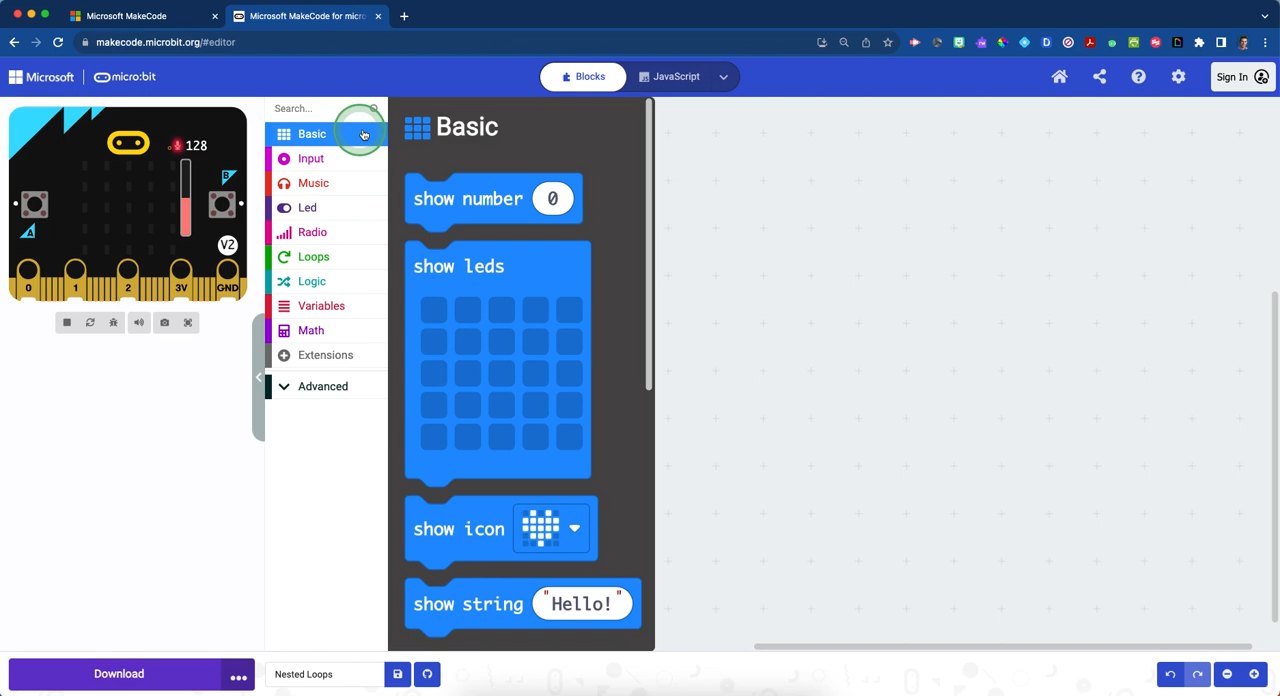 Microsoft MakeCode
Microsoft MakeCode for micro
makecode.microbit.org/#editor
Microsoft
micro:bit
Blocks
JavaScript
Sign In
128
B
A
V2
0
1
2
3V
GND
Search...
Basic
Input
Music
Led
Radio
Loops
Logic
Variables
Math
Extensions
Advanced
Basic
show number 0
show leds
show icon
show string "Hello!"
Download
Nested Loops